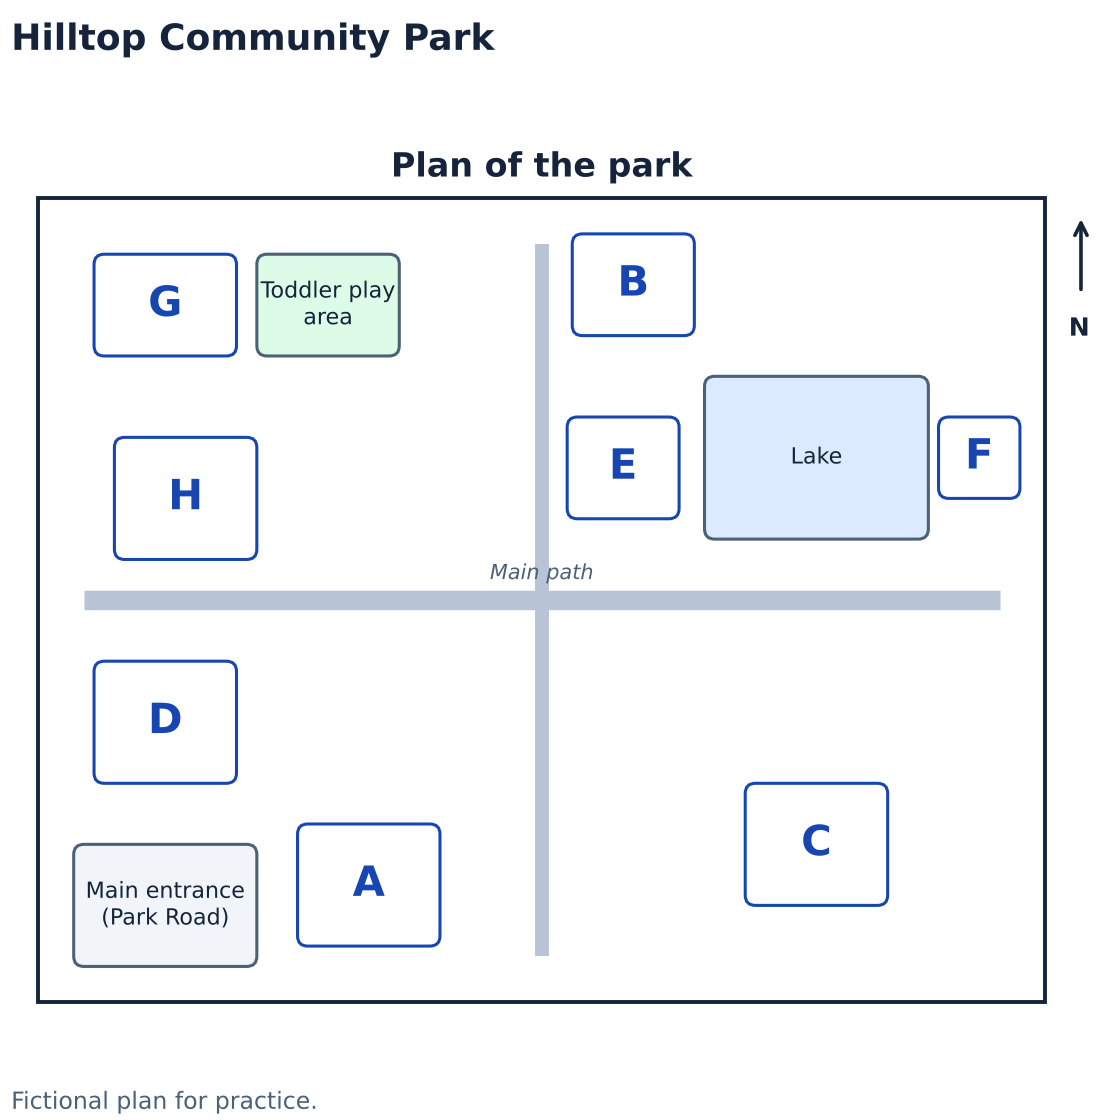 Hilltop Community Park
Plan of the park
N
G
Toddler play
area
B
H
E
Lake
F
Main path
D
C
Main entrance
(Park Road)
A
Fictional plan for practice.